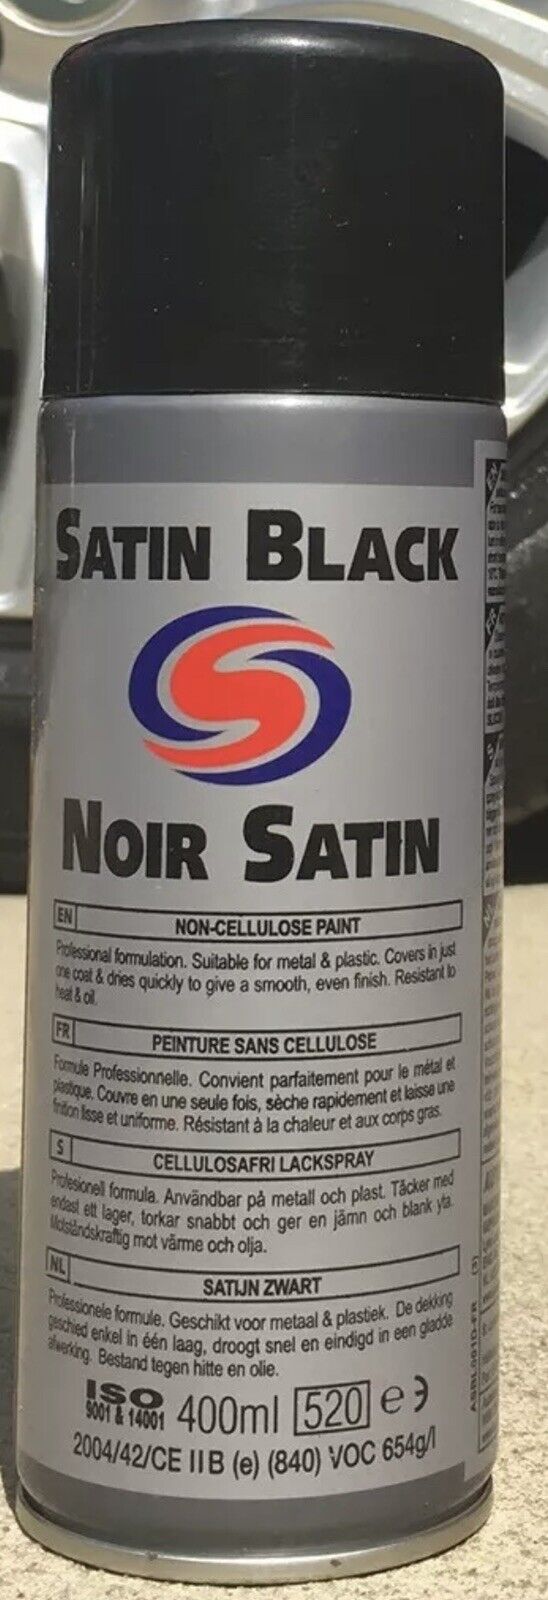 SATIN BLACK
NOIR SATIN
EN
NON-CELLULOSE PAINT
Professional formulation. Suitable for metal & plastic. Covers in just
one coat & dries quickly to give a smooth, even finish. Resistant to
heat & oil.
FR
PEINTURE SANS CELLULOSE
Formule Professionnelle. Convient parfaitement pour le métal et
plastique. Couvre en une seule fois, sèche rapidement et laisse une
finition lisse et uniforme. Résistant à la chaleur et aux corps gras.
S
CELLULOSAFRI LACKSPRAY
Profesionell formula. Användbar på metall och plast. Täcker med
endast ett lager, torkar snabbt och ger en jämn och blank yta.
Motståndskraftig mot värme och olja.
NL
SATIJN ZWART
Professionele formule. Geschikt voor metaal & plastiek. De dekking
geschied enkel in één laag, droogt snel en eindigd in een gladde
afwerking. Bestand tegen hitte en olie.
ISO
9001 & 14001
400ml 520 e
2004/42/CE IIB (e) (840) VOC 654g/l